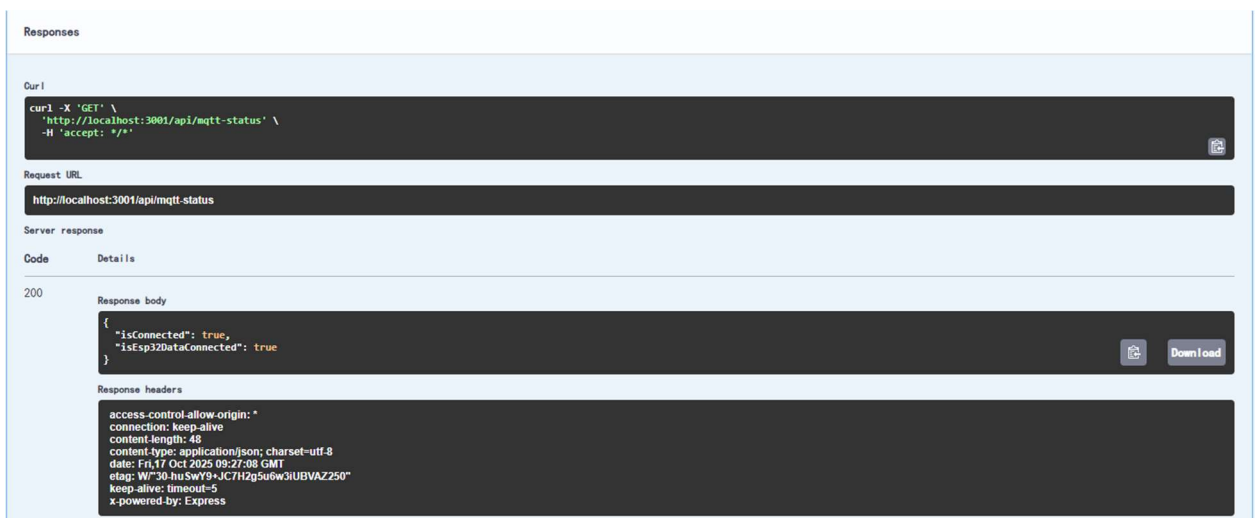 Responses
Curl
curl -X 'GET' \
'http://localhost:3001/api/mqtt-status' \
-H 'accept: */*'
Request URL
http://localhost:3001/api/mqtt-status
Server response
Code Details
200
Response body
{
"isConnected": true,
"isEsp32DataConnected": true
}
Download
Response headers
access-control-allow-origin: *
connection: keep-alive
content-length: 48
content-type: application/json; charset=utf-8
date: Fri,17 Oct 2025 09:27:08 GMT
etag: W/"30-huSwY9+JC7H2g5u6w3iUBVAZ250"
keep-alive: timeout=5
x-powered-by: Express